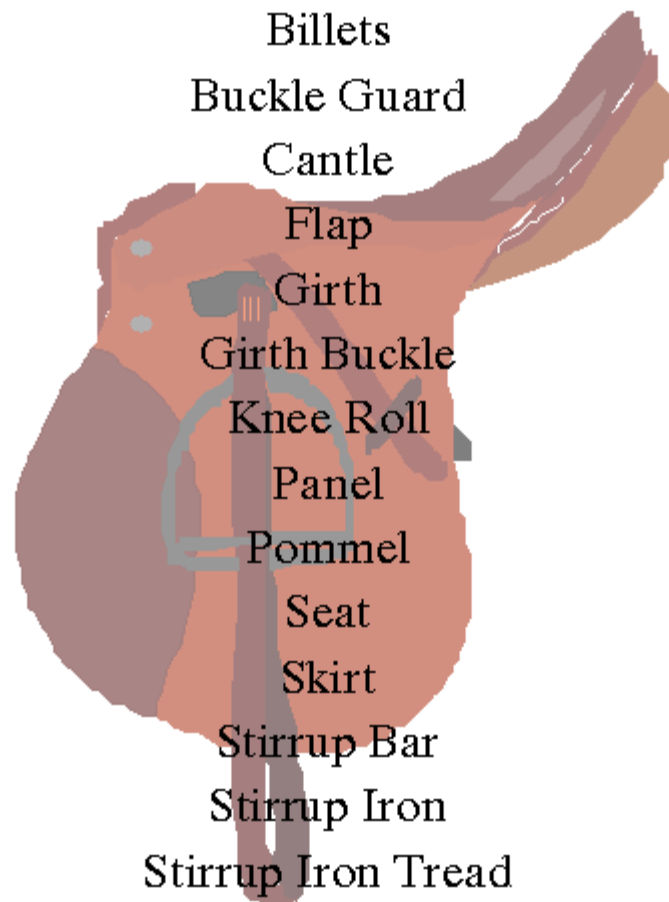 Billets
Buckle Guard
Cantle
Flap
Girth
Girth Buckle
Knee Roll
Panel
Pommel
Seat
Skirt
Stirrup Bar
Stirrup Iron
Stirrup Iron Tread